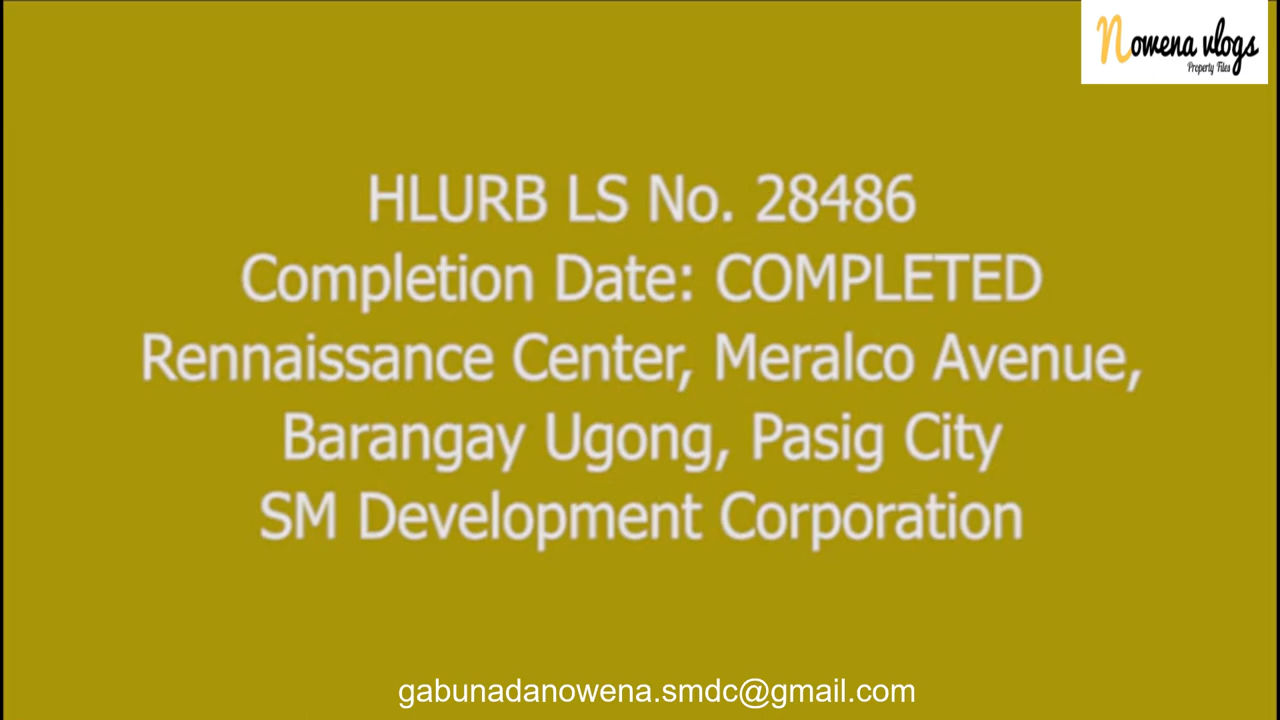 Nowena vlogs
Property Files
HLURB LS No. 28486
Completion Date: COMPLETED
Rennaissance Center, Meralco Avenue,
Barangay Ugong, Pasig City
SM Development Corporation
gabunadanowena.smdc@gmail.com